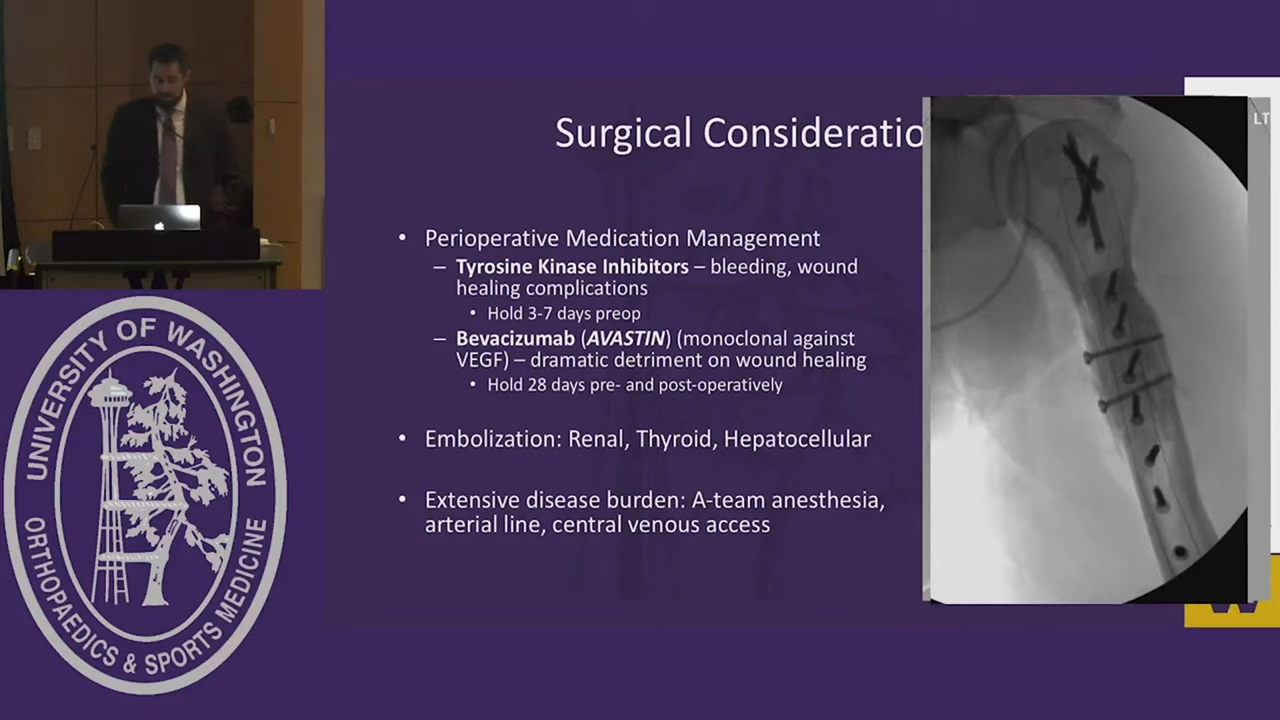 Surgical Consideratio
LT
• Perioperative Medication Management
– Tyrosine Kinase Inhibitors – bleeding, wound
healing complications
• Hold 3-7 days preop
– Bevacizumab (AVASTIN) (monoclonal against
VEGF) – dramatic detriment on wound healing
• Hold 28 days pre- and post-operatively
• Embolization: Renal, Thyroid, Hepatocellular
• Extensive disease burden: A-team anesthesia,
arterial line, central venous access
UNIVERSITY OF WASHINGTON
ORTHOPAEDICS & SPORTS MEDICINE
W